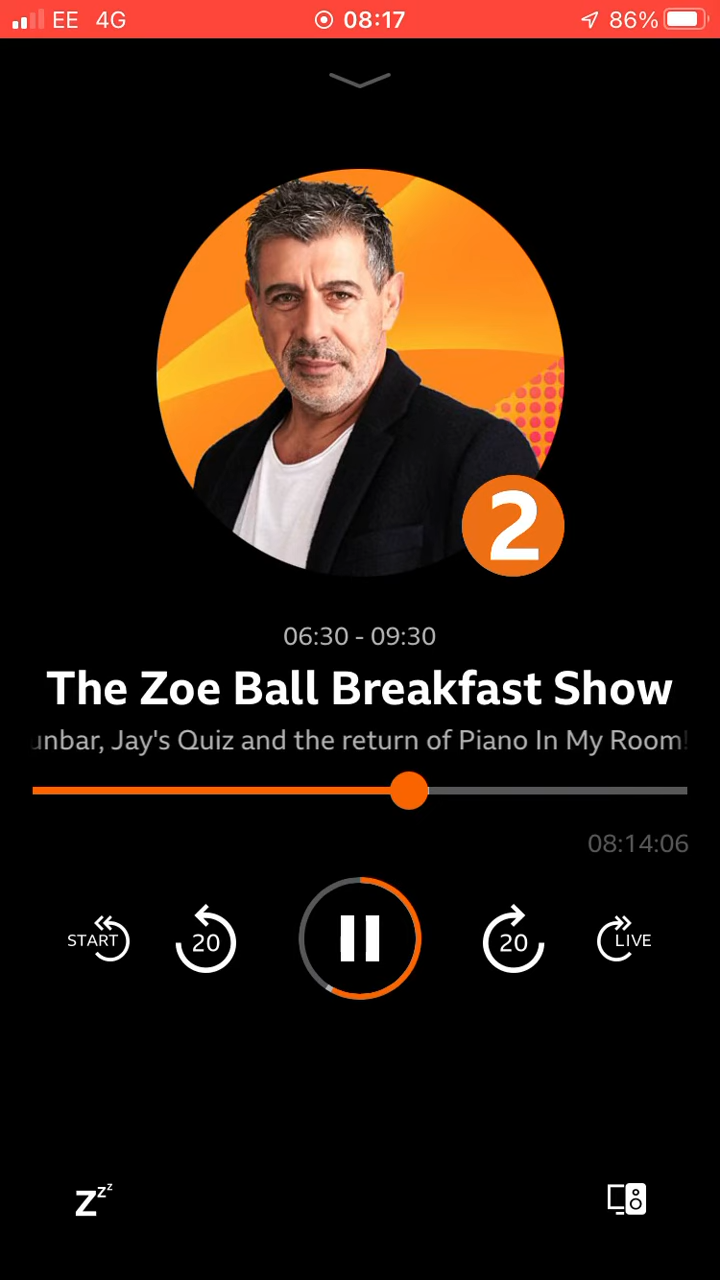 EE 4G 08:17 86%
2
06:30 - 09:30
The Zoe Ball Breakfast Show
unbar, Jay's Quiz and the return of Piano In My Room!
08:14:06
START 20 20 LIVE
Zzz